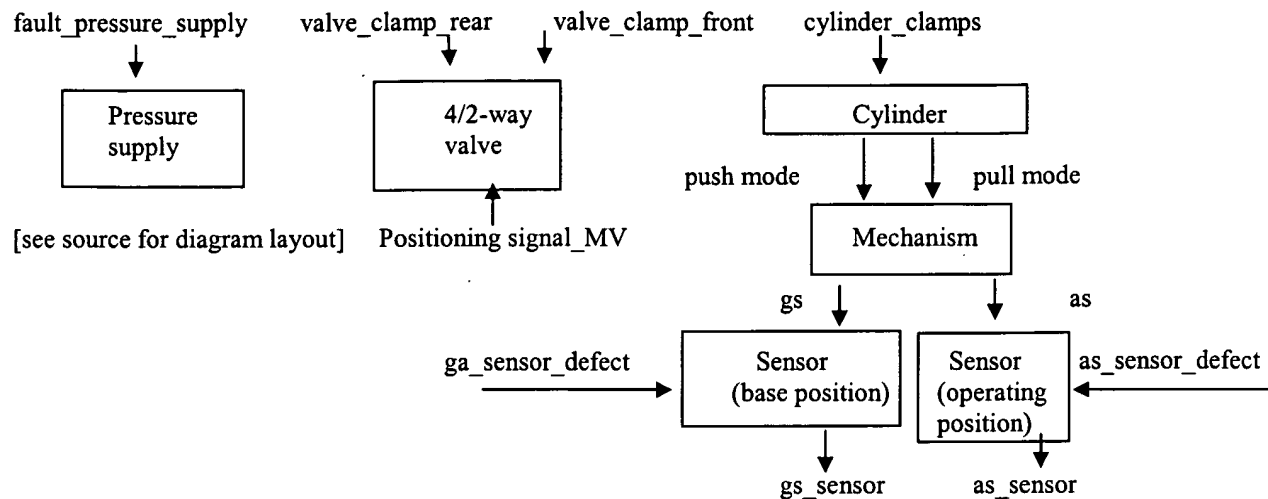 fault_pressure_supply
valve_clamp_rear
valve_clamp_front
cylinder_clamps
Pressure
supply
4/2-way
valve
Cylinder
push mode
pull mode
[see source for diagram layout]
Positioning signal_MV
Mechanism
gs
as
ga_sensor_defect
Sensor
(base position)
Sensor
(operating
position)
as_sensor_defect
gs_sensor
as_sensor